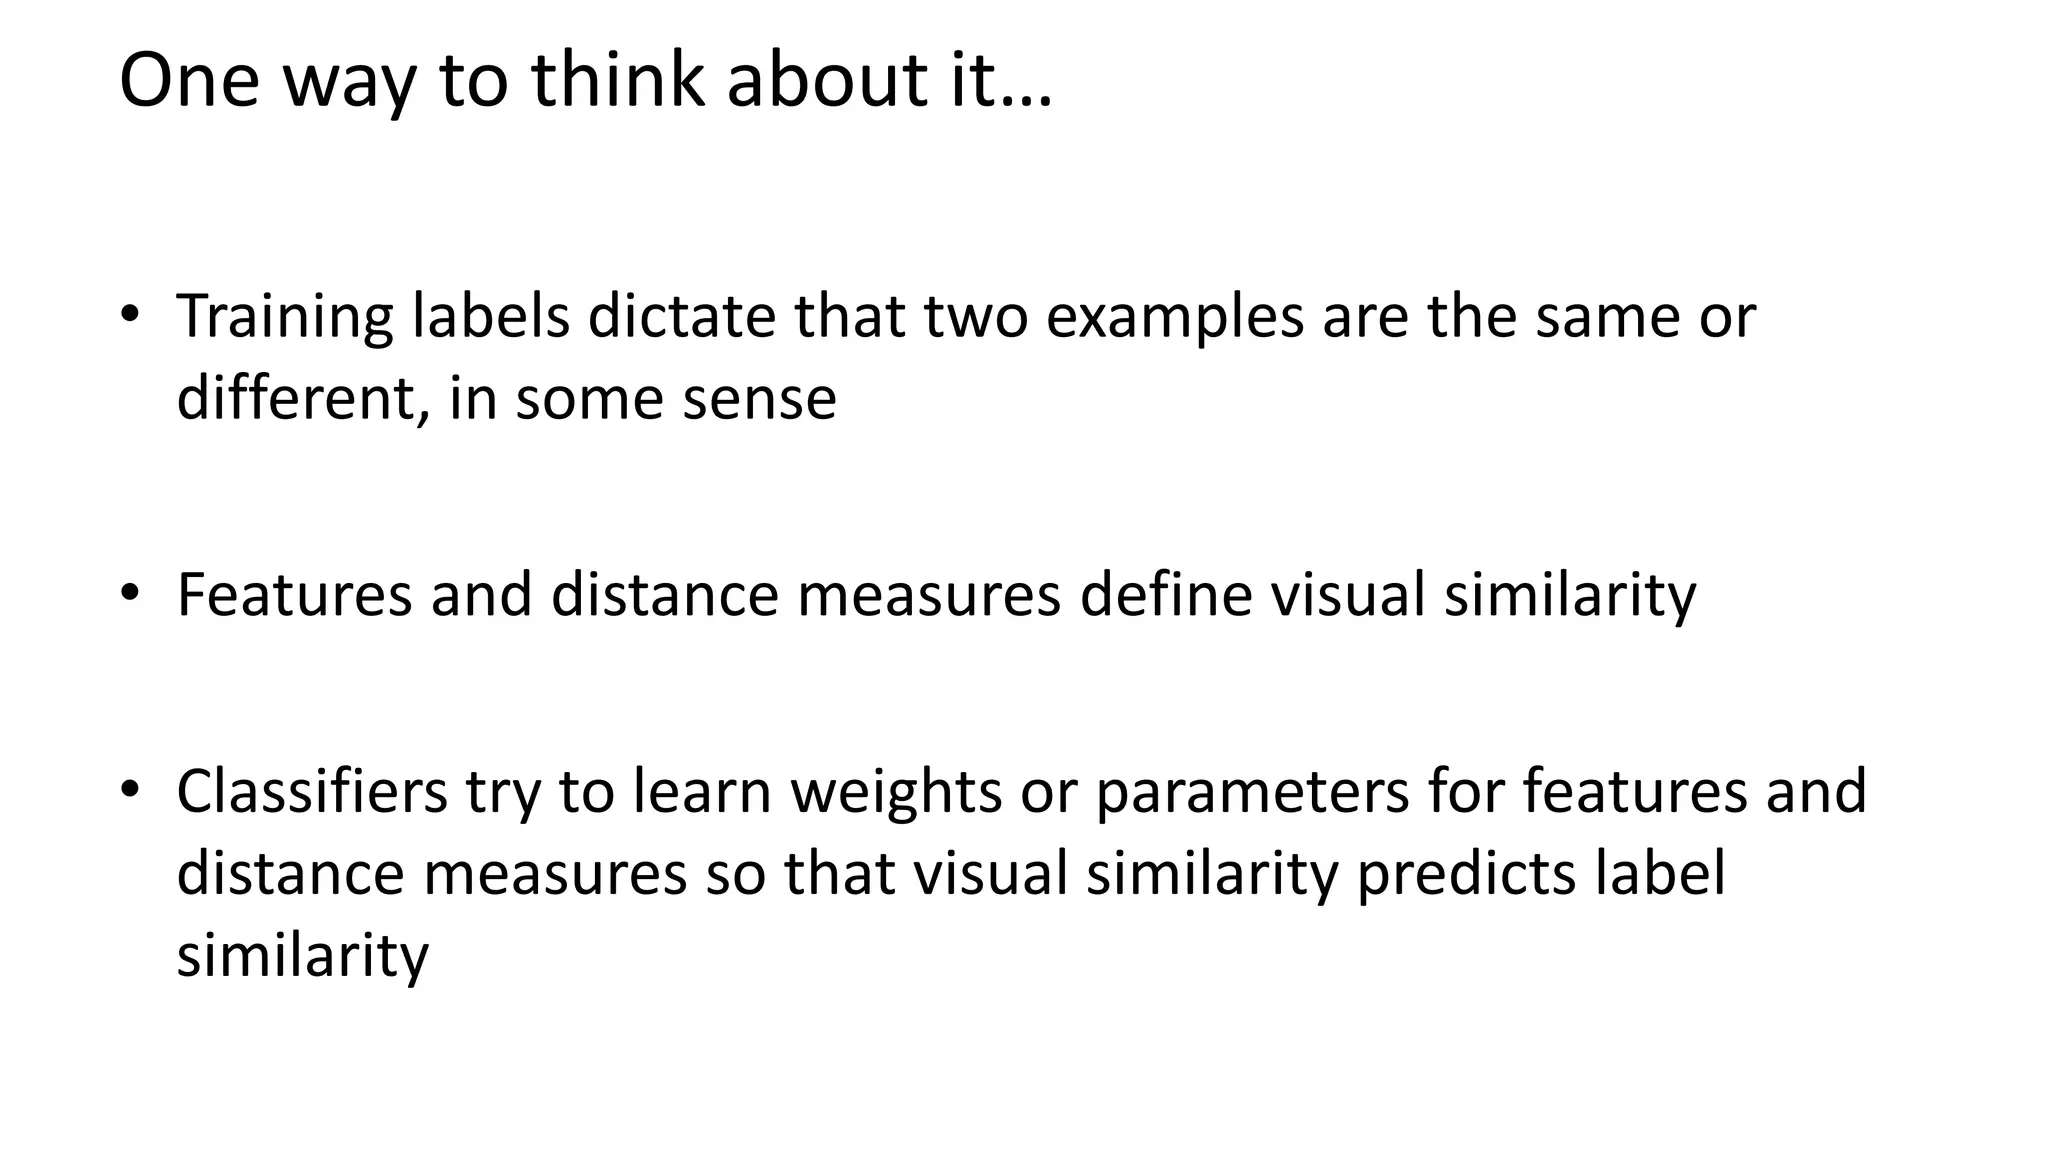 One way to think about it…
• Training labels dictate that two examples are the same or
different, in some sense
• Features and distance measures define visual similarity
• Classifiers try to learn weights or parameters for features and
distance measures so that visual similarity predicts label
similarity